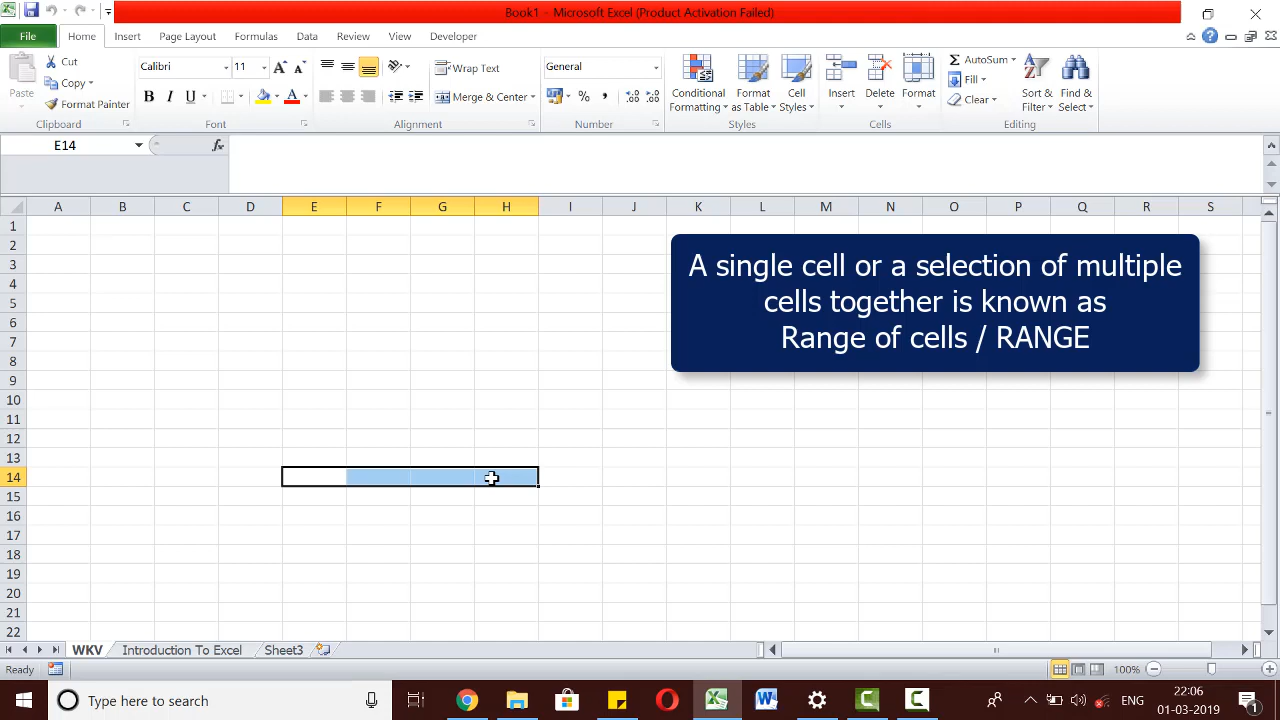 Book1 - Microsoft Excel (Product Activation Failed)
File Home Insert Page Layout Formulas Data Review View Developer
Paste
Cut
Copy
Format Painter
Clipboard
Calibri 11
B I U
Font
Wrap Text
Merge & Center
Alignment
General
Number
Conditional Formatting
Format as Table
Cell Styles
Styles
Insert Delete Format
Cells
AutoSum
Fill
Clear
Sort & Filter
Find & Select
Editing
E14 fx
A B C D E F G H I J K L M N O P Q R S
1
2
3
4
5
6
7
8
9
10
11
12
13
14
15
16
17
18
19
20
21
22
A single cell or a selection of multiple
cells together is known as
Range of cells / RANGE
WKV Introduction To Excel Sheet3
Ready 100%
Type here to search
ENG
22:06
01-03-2019
1